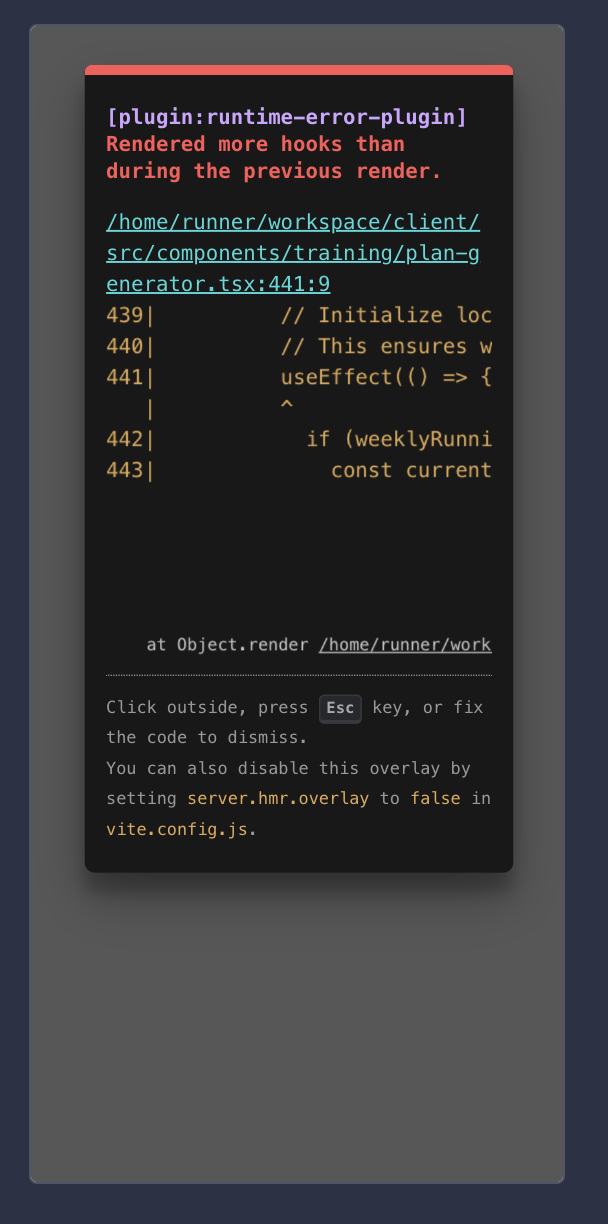 [plugin:runtime-error-plugin]
Rendered more hooks than
during the previous render.
/home/runner/workspace/client/
src/components/training/plan-g
enerator.tsx:441:9
439|          // Initialize loc
440|          // This ensures w
441|          useEffect(() => {
   |          ^
442|            if (weeklyRunni
443|              const current
at Object.render /home/runner/work
Click outside, press Esc key, or fix
the code to dismiss.
You can also disable this overlay by
setting server.hmr.overlay to false in
vite.config.js.